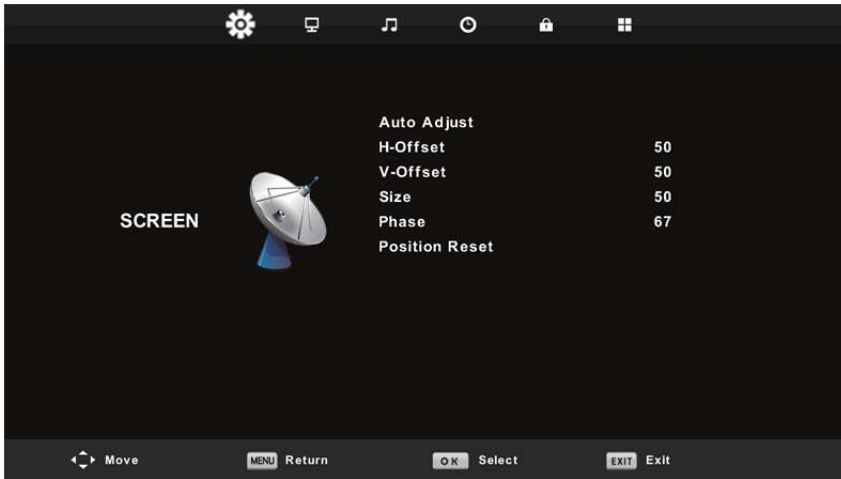 Auto Adjust
H-Offset 50
V-Offset 50
Size 50
SCREEN
Phase 67
Position Reset
Move MENU Return OK Select EXIT Exit